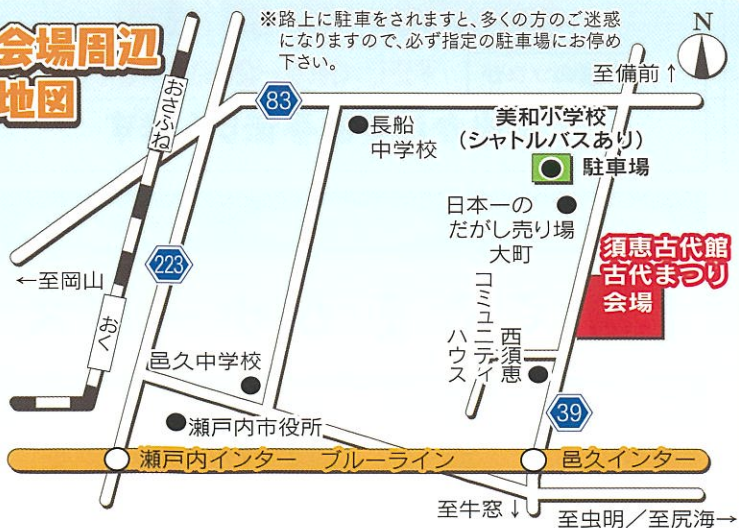 会場周辺
地図
※路上に駐車をされますと、多くの方のご迷惑
になりますので、必ず指定の駐車場にお停め
下さい。
N
至備前↑
おさふね
83
長船
中学校
美和小学校
(シャトルバスあり)
駐車場
日本一の
だがし売り場
大町
須恵古代館
古代まつり
会場
223
←至岡山
おく
西須恵
コミュニティ
ハウス
邑久中学校
39
瀬戸内市役所
瀬戸内インター
ブルーライン
邑久インター
至牛窓↓
至虫明/至尻海→